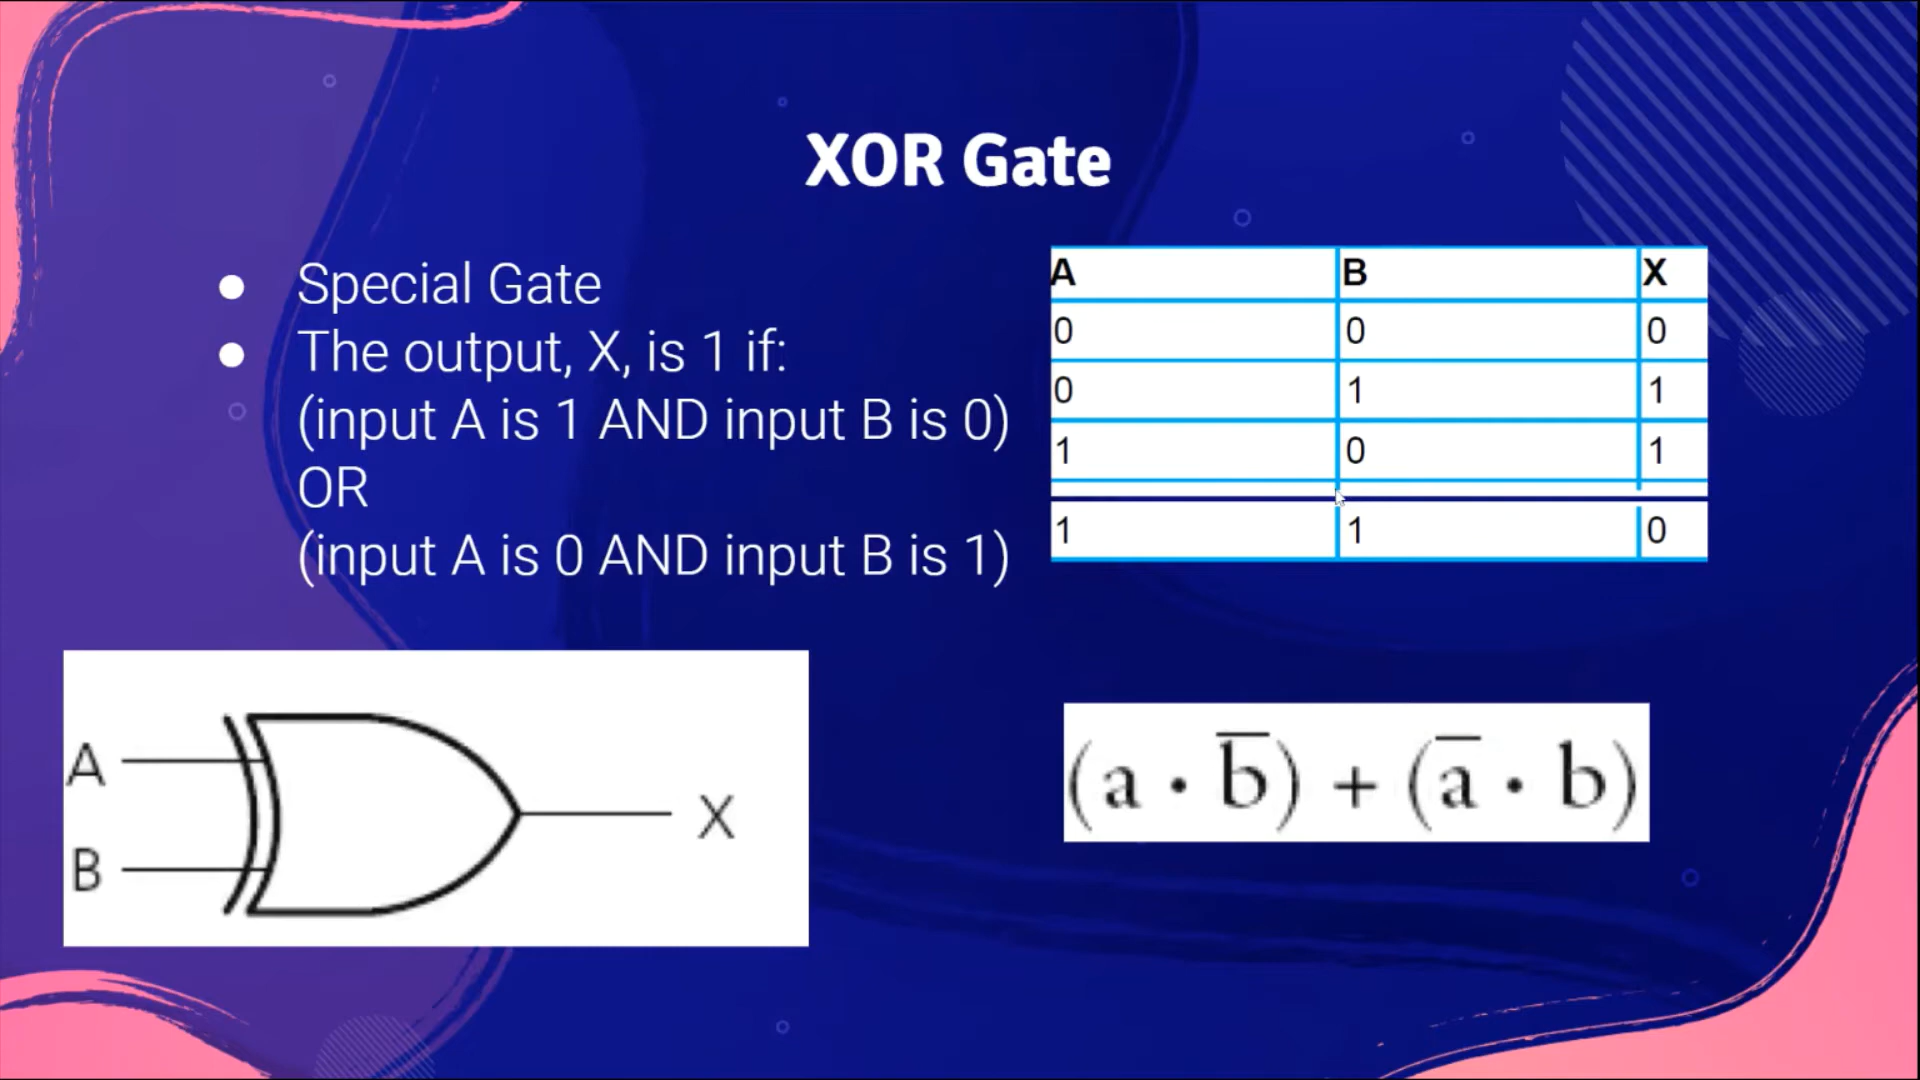 XOR Gate
● Special Gate
● The output, X, is 1 if:
(input A is 1 AND input B is 0)
OR
(input A is 0 AND input B is 1)
A B X
0 0 0
0 1 1
1 0 1
1 1 0
A
B
X
(a · b̅) + (a̅ · b)